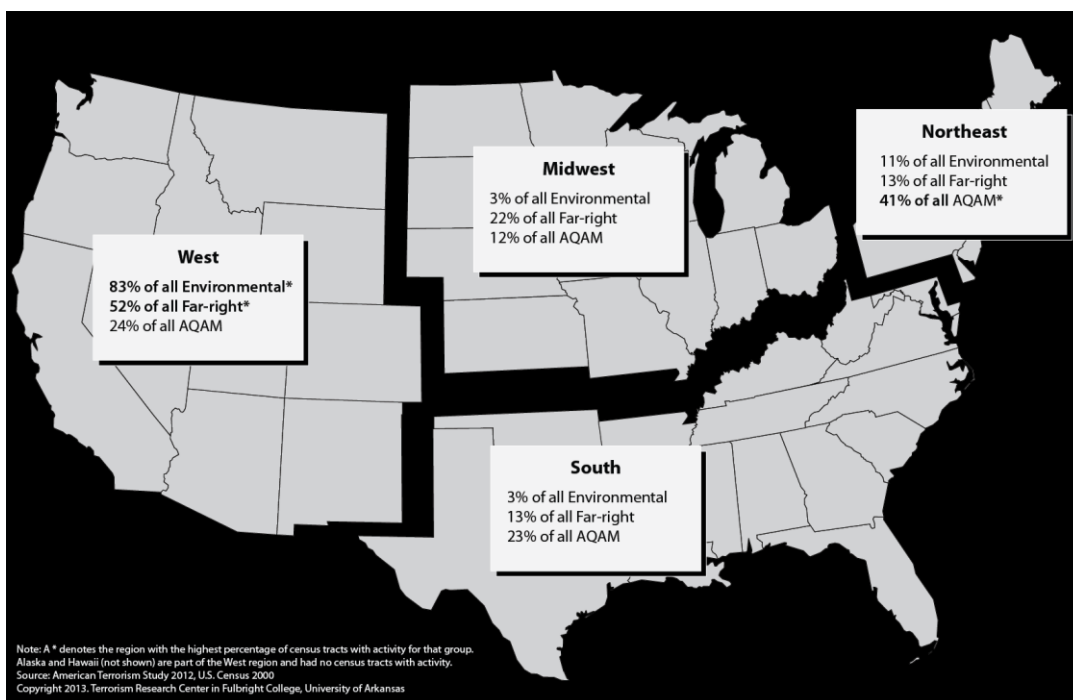 Northeast
11% of all Environmental
13% of all Far-right
41% of all AQAM*
Midwest
3% of all Environmental
22% of all Far-right
12% of all AQAM
West
83% of all Environmental*
52% of all Far-right*
24% of all AQAM
South
3% of all Environmental
13% of all Far-right
23% of all AQAM
Note: A * denotes the region with the highest percentage of census tracts with activity for that group.
Alaska and Hawaii (not shown) are part of the West region and had no census tracts with activity.
Source: American Terrorism Study 2012, U.S. Census 2000
Copyright 2013. Terrorism Research Center in Fulbright College, University of Arkansas